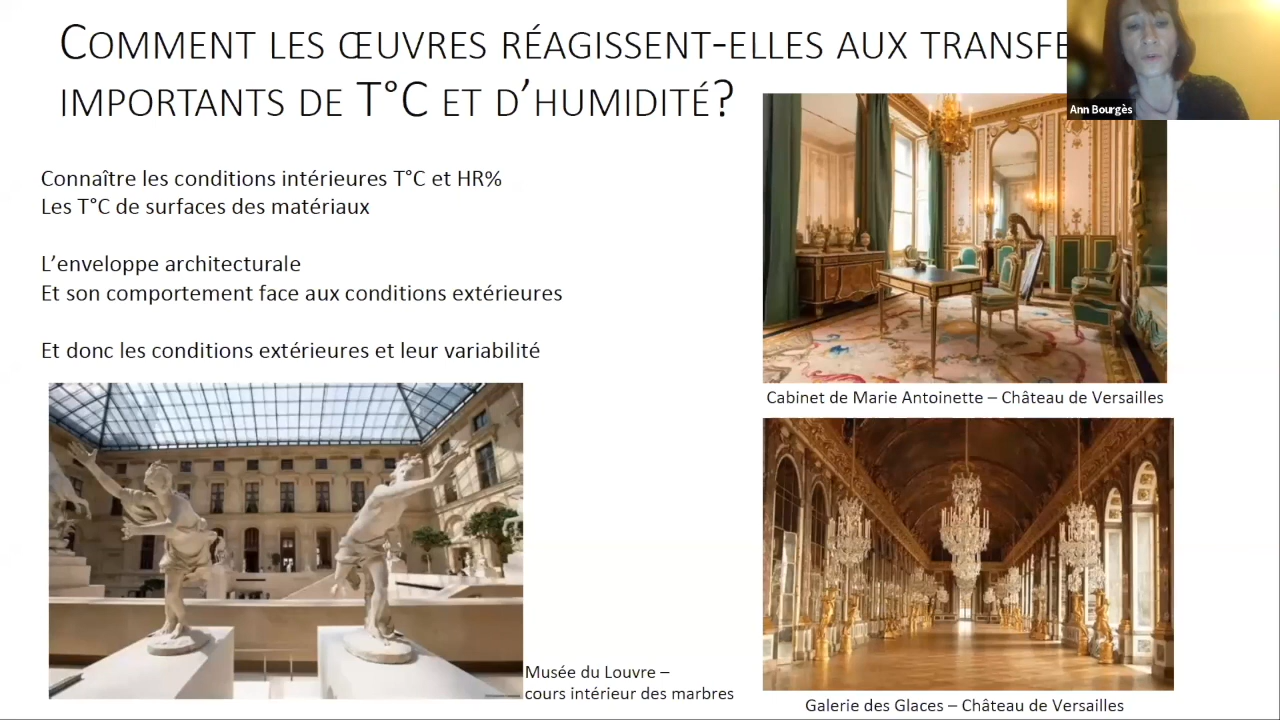 COMMENT LES ŒUVRES RÉAGISSENT-ELLES AUX TRANSFE
IMPORTANTS DE T°C ET D’HUMIDITÉ?
Ann Bourgès
Connaître les conditions intérieures T°C et HR%
Les T°C de surfaces des matériaux
L’enveloppe architecturale
Et son comportement face aux conditions extérieures
Et donc les conditions extérieures et leur variabilité
Cabinet de Marie Antoinette – Château de Versailles
Musée du Louvre –
cours intérieur des marbres
Galerie des Glaces – Château de Versailles